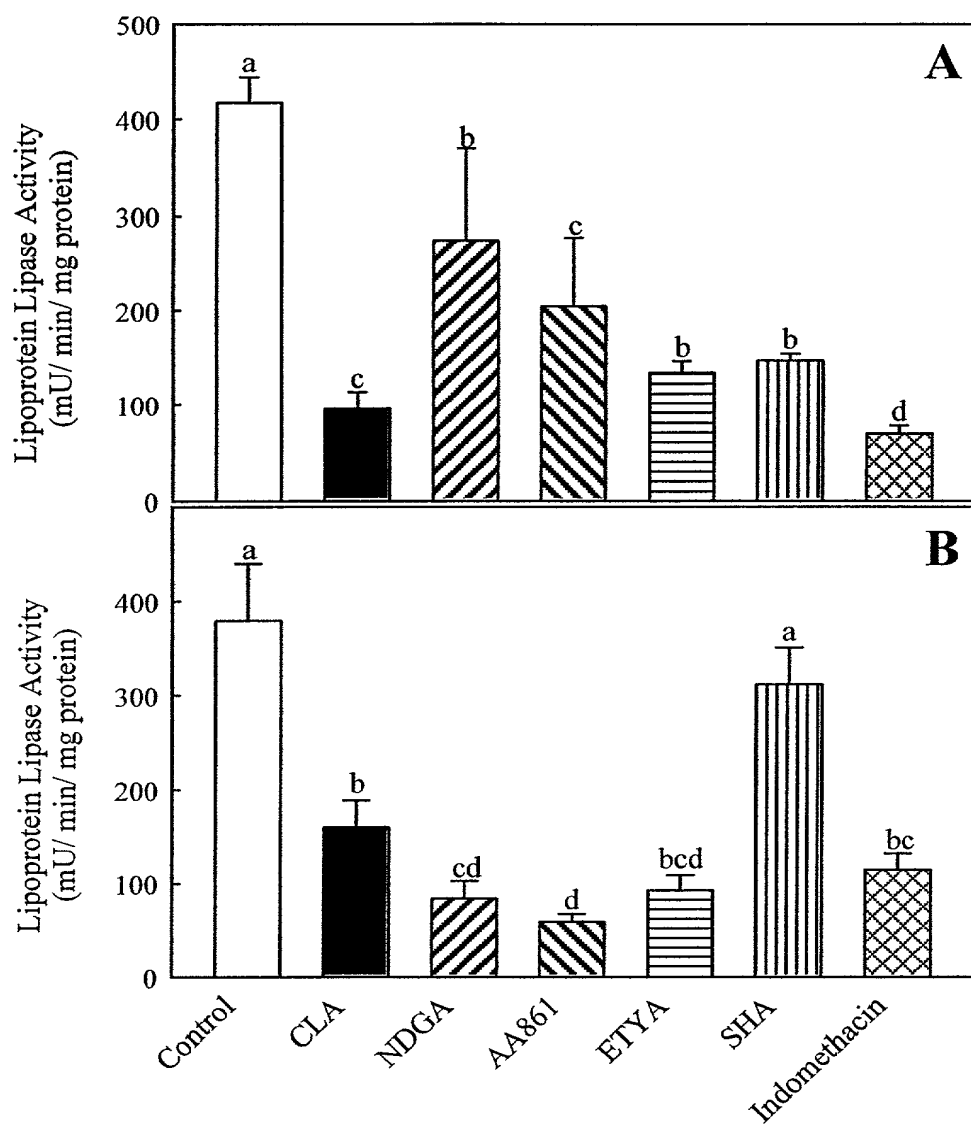 500
A
a
400
b
300
c
200
b
b
c
100
d
0
Lipoprotein Lipase Activity
(mU/ min/ mg protein)
B
a
400
a
300
b
200
bc
bcd
cd
100
d
0
Lipoprotein Lipase Activity
(mU/ min/ mg protein)
Control
CLA
NDGA
AA861
ETYA
SHA
Indomethacin